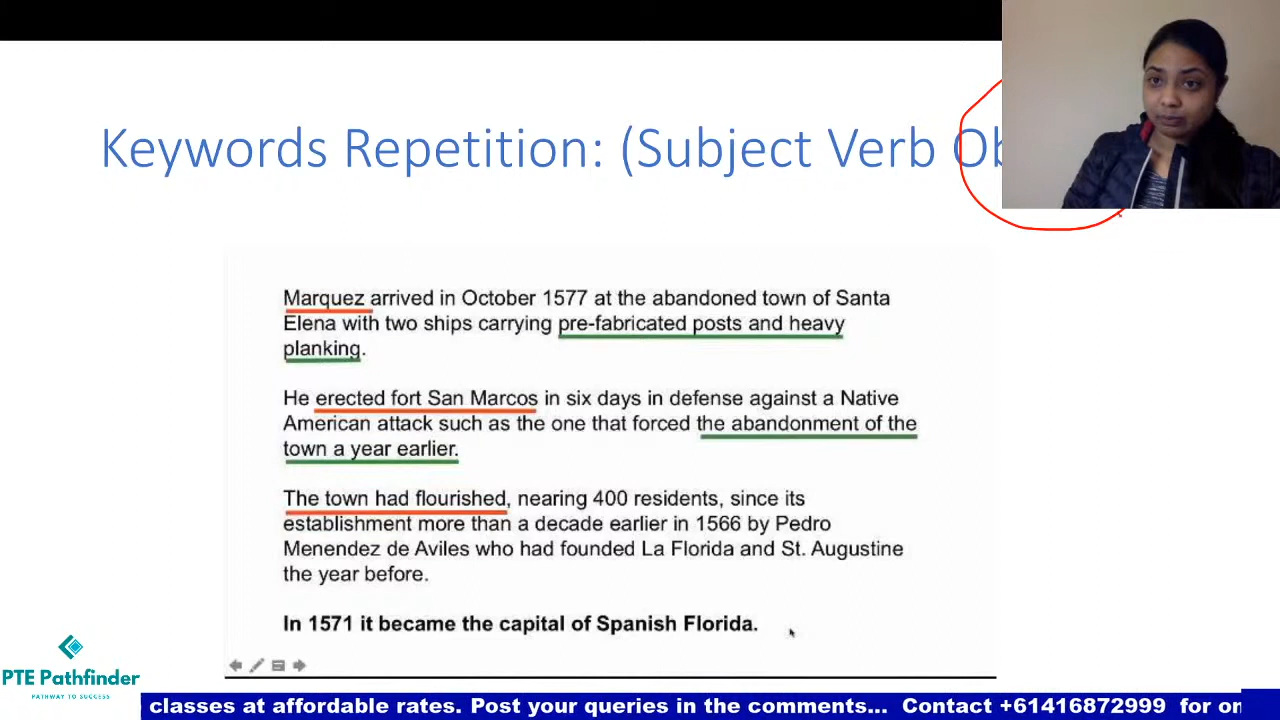 Keywords Repetition: (Subject Verb
Marquez arrived in October 1577 at the abandoned town of Santa
Elena with two ships carrying pre-fabricated posts and heavy
planking.
He erected fort San Marcos in six days in defense against a Native
American attack such as the one that forced the abandonment of the
town a year earlier.
The town had flourished, nearing 400 residents, since its
establishment more than a decade earlier in 1566 by Pedro
Menendez de Aviles who had founded La Florida and St. Augustine
the year before.
In 1571 it became the capital of Spanish Florida.
PTE Pathfinder
PATHWAY TO SUCCESS
classes at affordable rates. Post your queries in the comments... Contact +61416872999 for